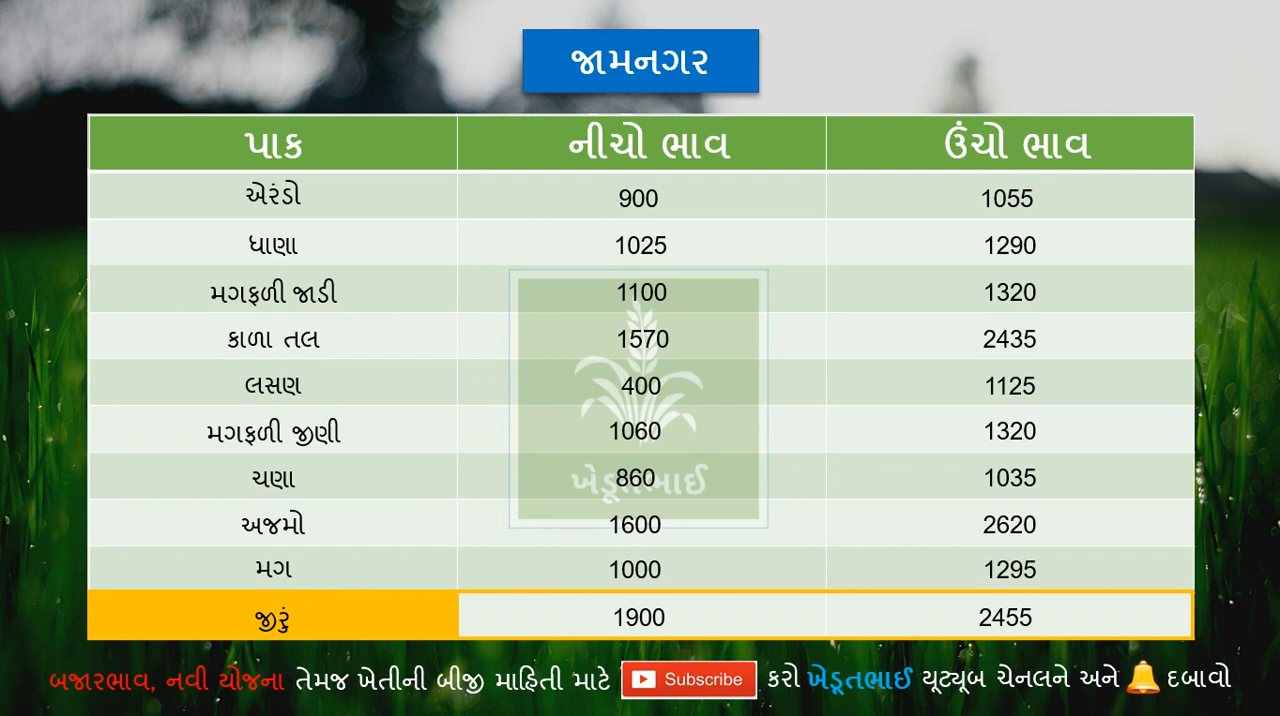 જામનગર
પાક નીચો ભાવ ઉંચો ભાવ
એરંડો 900 1055
ધાણા 1025 1290
મગફળી જાડી 1100 1320
કાળા તલ 1570 2435
લસણ 400 1125
મગફળી જીણી 1060 1320
ચણા 860 1035
ખેડૂતભાઈ
અજમો 1600 2620
મગ 1000 1295
જીરું 1900 2455
બજારભાવ, નવી યોજના તેમજ ખેતીની બીજી માહિતી માટે Subscribe કરો ખેડૂતભાઈ યૂટ્યૂબ ચેનલને અને દબાવો